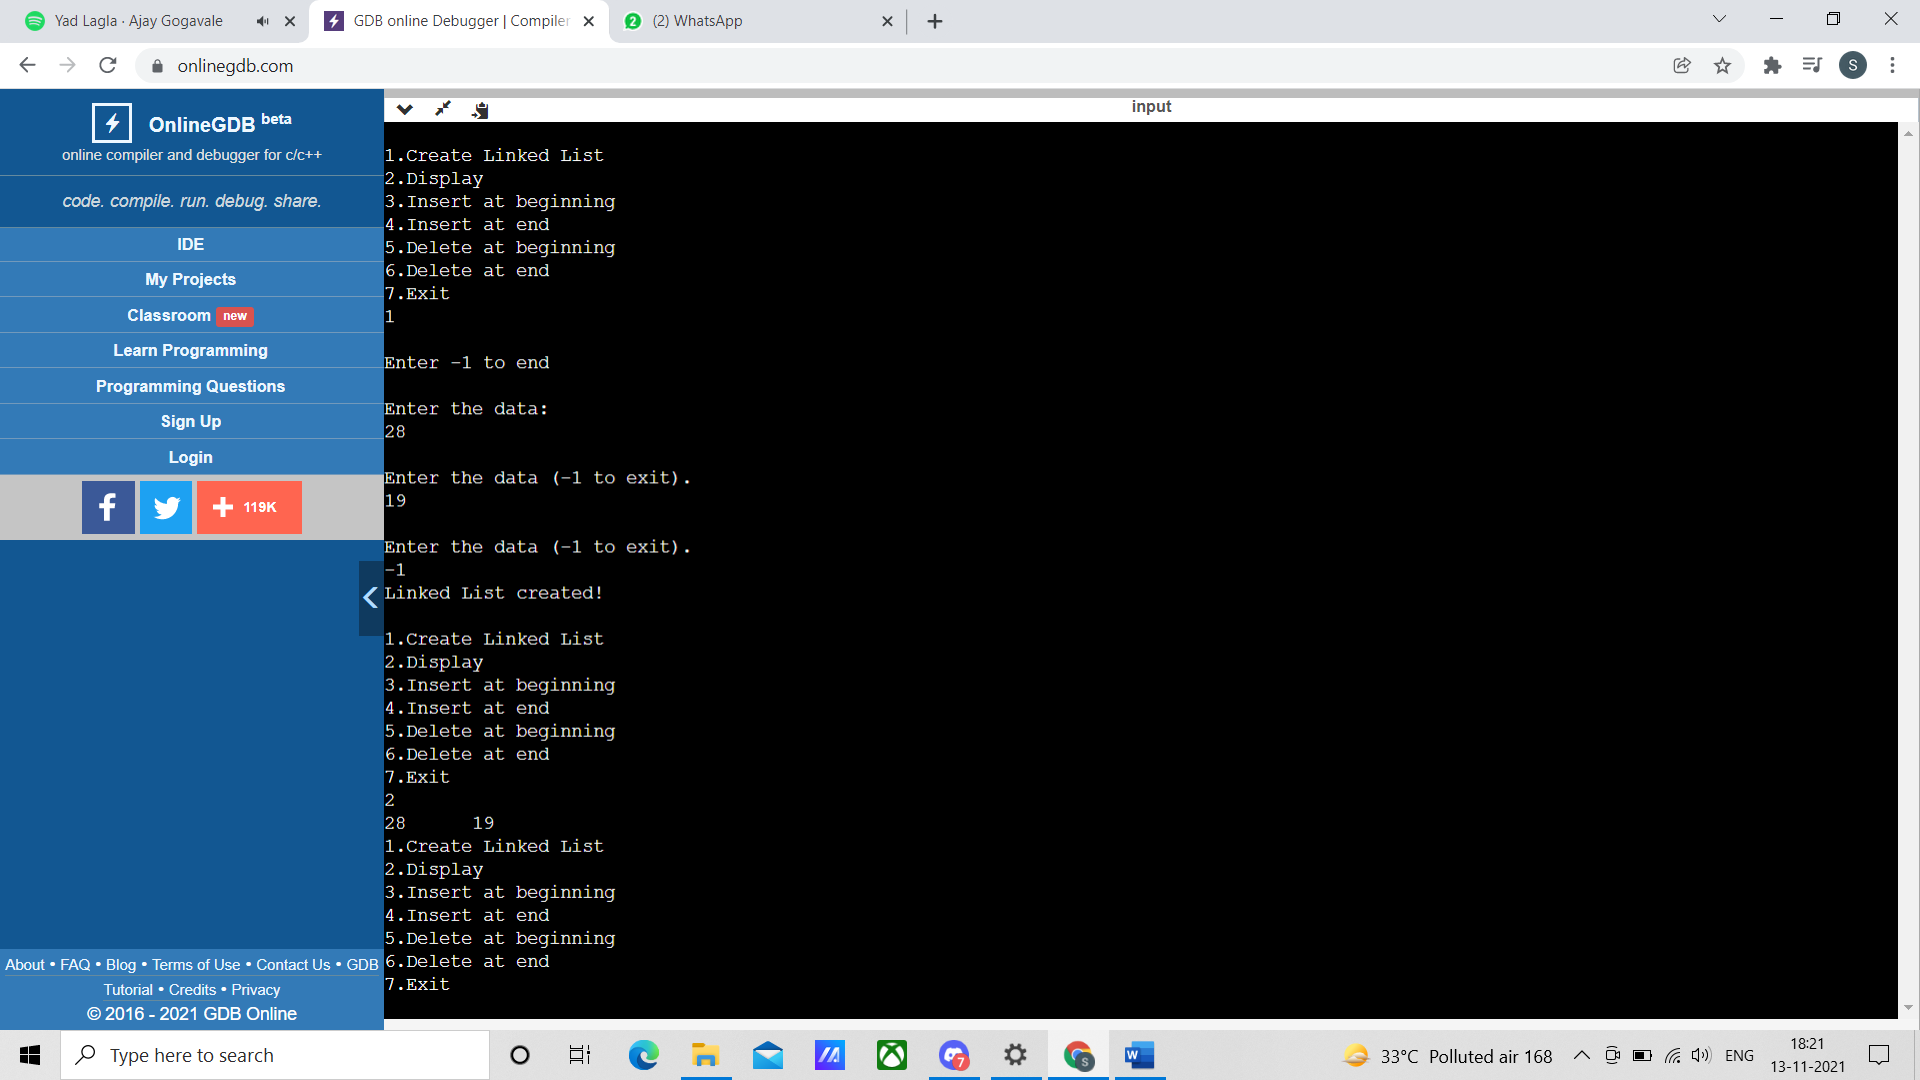 Yad Lagla · Ajay Gogavale
GDB online Debugger | Compiler
(2) WhatsApp
onlinegdb.com
S
OnlineGDB beta
online compiler and debugger for c/c++
code. compile. run. debug. share.
IDE
My Projects
Classroom new
Learn Programming
Programming Questions
Sign Up
Login
119K
About • FAQ • Blog • Terms of Use • Contact Us • GDB
Tutorial • Credits • Privacy
© 2016 - 2021 GDB Online
input
1.Create Linked List
2.Display
3.Insert at beginning
4.Insert at end
5.Delete at beginning
6.Delete at end
7.Exit
1
Enter -1 to end
Enter the data:
28
Enter the data (-1 to exit).
19
Enter the data (-1 to exit).
-1
Linked List created!
1.Create Linked List
2.Display
3.Insert at beginning
4.Insert at end
5.Delete at beginning
6.Delete at end
7.Exit
2
28 19
1.Create Linked List
2.Display
3.Insert at beginning
4.Insert at end
5.Delete at beginning
6.Delete at end
7.Exit
Type here to search
7
S
W
33°C Polluted air 168
ENG
18:21
13-11-2021